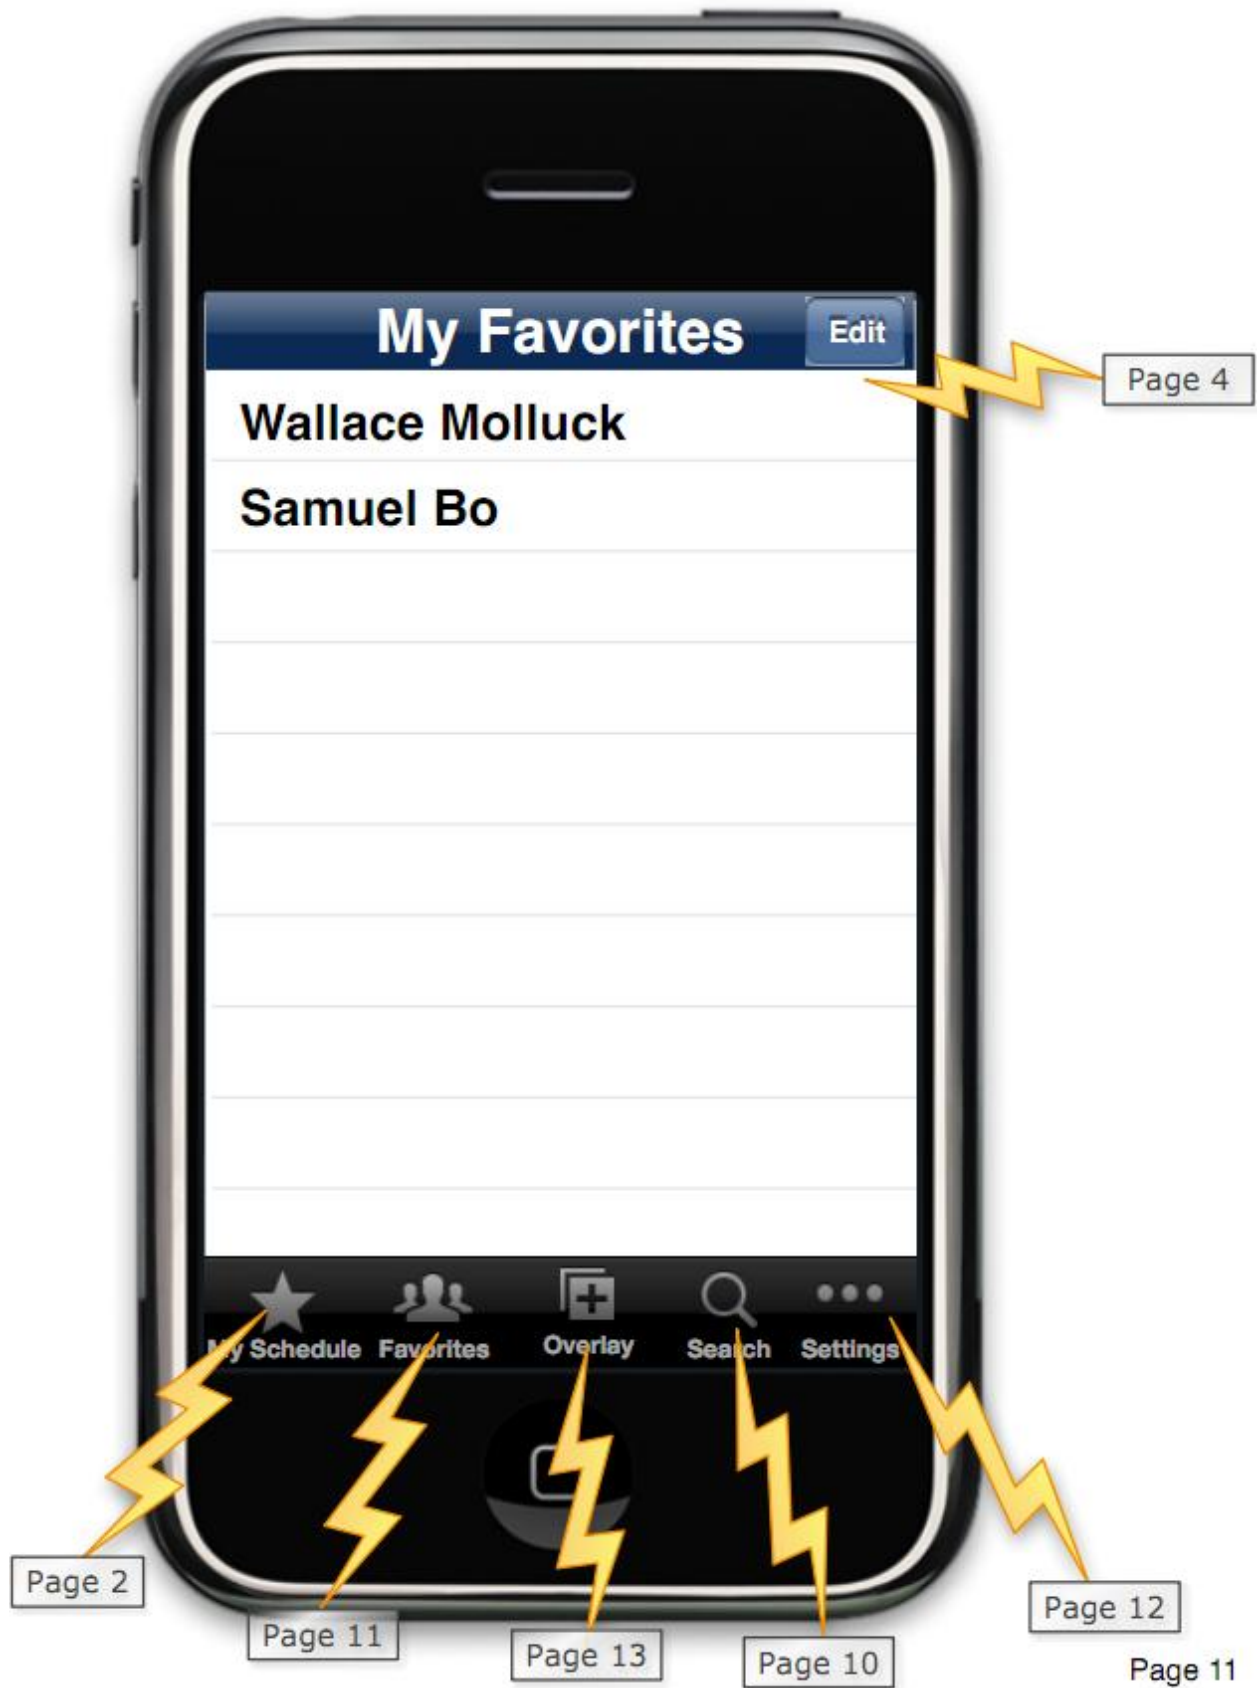 My Favorites
Edit
Page 4
Wallace Molluck
Samuel Bo
My Schedule
Favorites
Overlay
Search
Settings
Page 2
Page 11
Page 13
Page 10
Page 12
Page 11